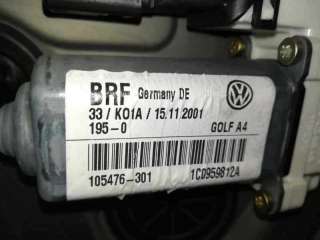 BRF Germany DE
33 / K01A / 15.11.2001
195-0 GOLF A4
105476-301 1C0959812A